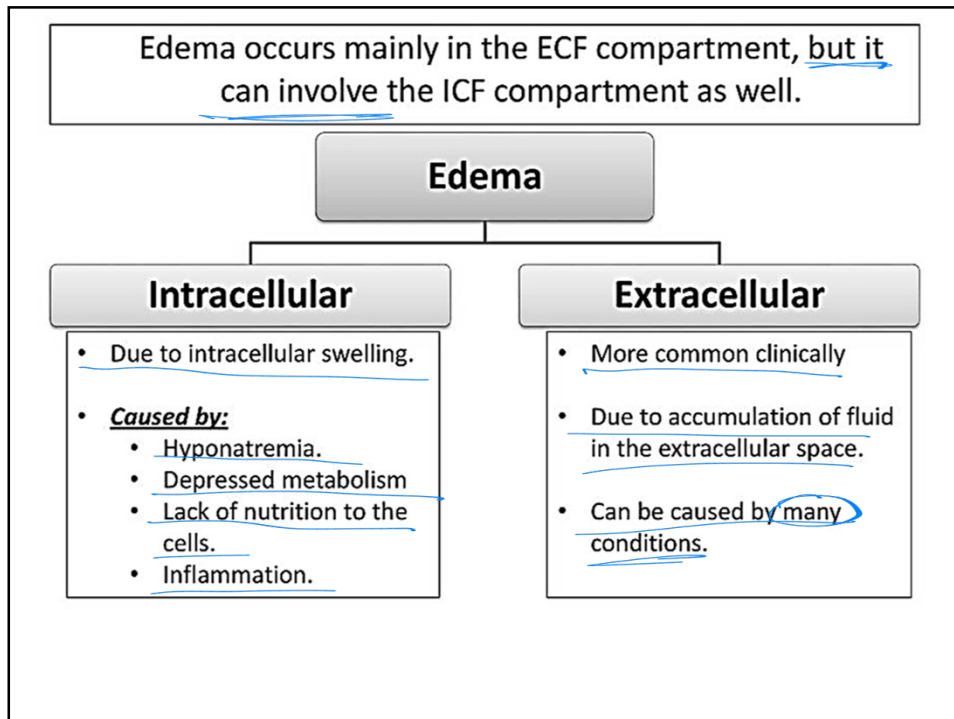 Edema occurs mainly in the ECF compartment, but it
can involve the ICF compartment as well.
Edema
Intracellular
• Due to intracellular swelling.
• Caused by:
• Hyponatremia.
• Depressed metabolism
• Lack of nutrition to the
cells.
• Inflammation.
Extracellular
• More common clinically
• Due to accumulation of fluid
in the extracellular space.
• Can be caused by many
conditions.